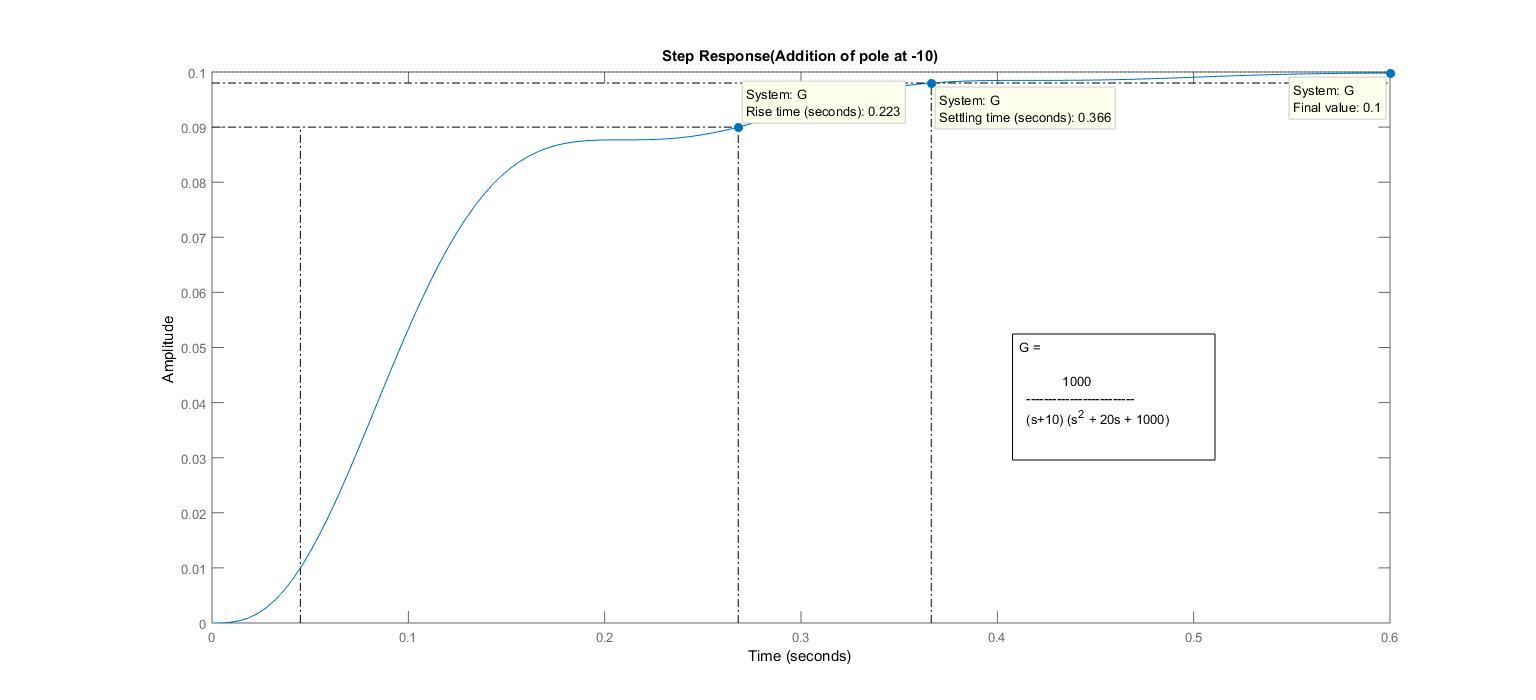 Step Response(Addition of pole at -10)
0.1
0.09
0.08
0.07
0.06
0.05
0.04
0.03
0.02
0.01
0
Amplitude
System: G
Rise time (seconds): 0.223
System: G
Settling time (seconds): 0.366
System: G
Final value: 0.1
G =
1000
-------------------------
(s+10) (s² + 20s + 1000)
0 0.1 0.2 0.3 0.4 0.5 0.6
Time (seconds)